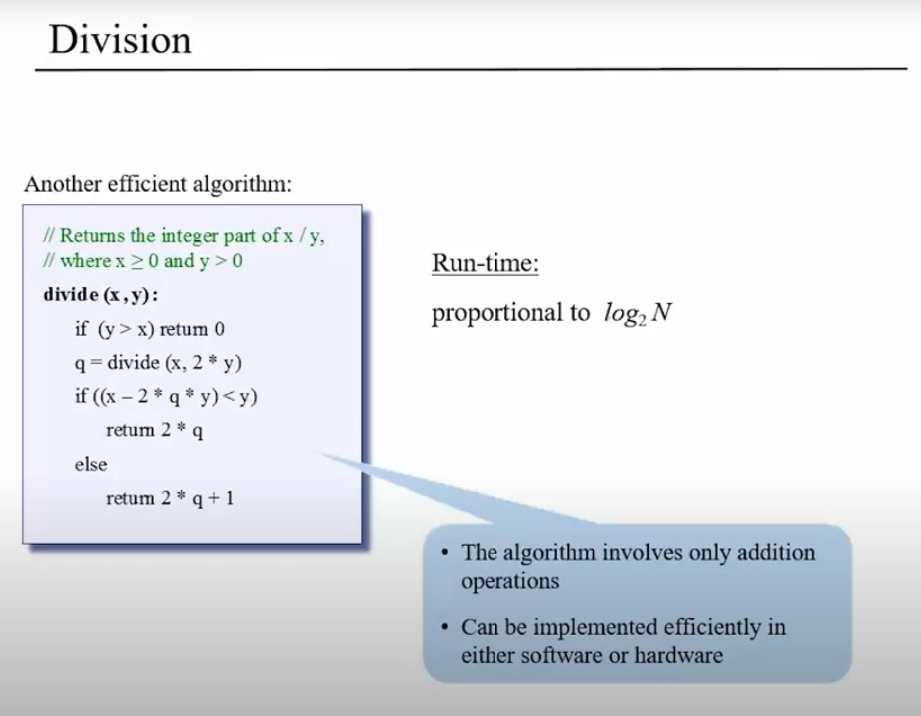 Division
Another efficient algorithm:
// Returns the integer part of x / y,
// where x ≥ 0 and y > 0
divide (x, y):
if (y > x) return 0
q = divide (x, 2 * y)
if ((x – 2 * q * y) < y)
return 2 * q
else
return 2 * q + 1
Run-time:
proportional to log₂ N
• The algorithm involves only addition
operations
• Can be implemented efficiently in
either software or hardware